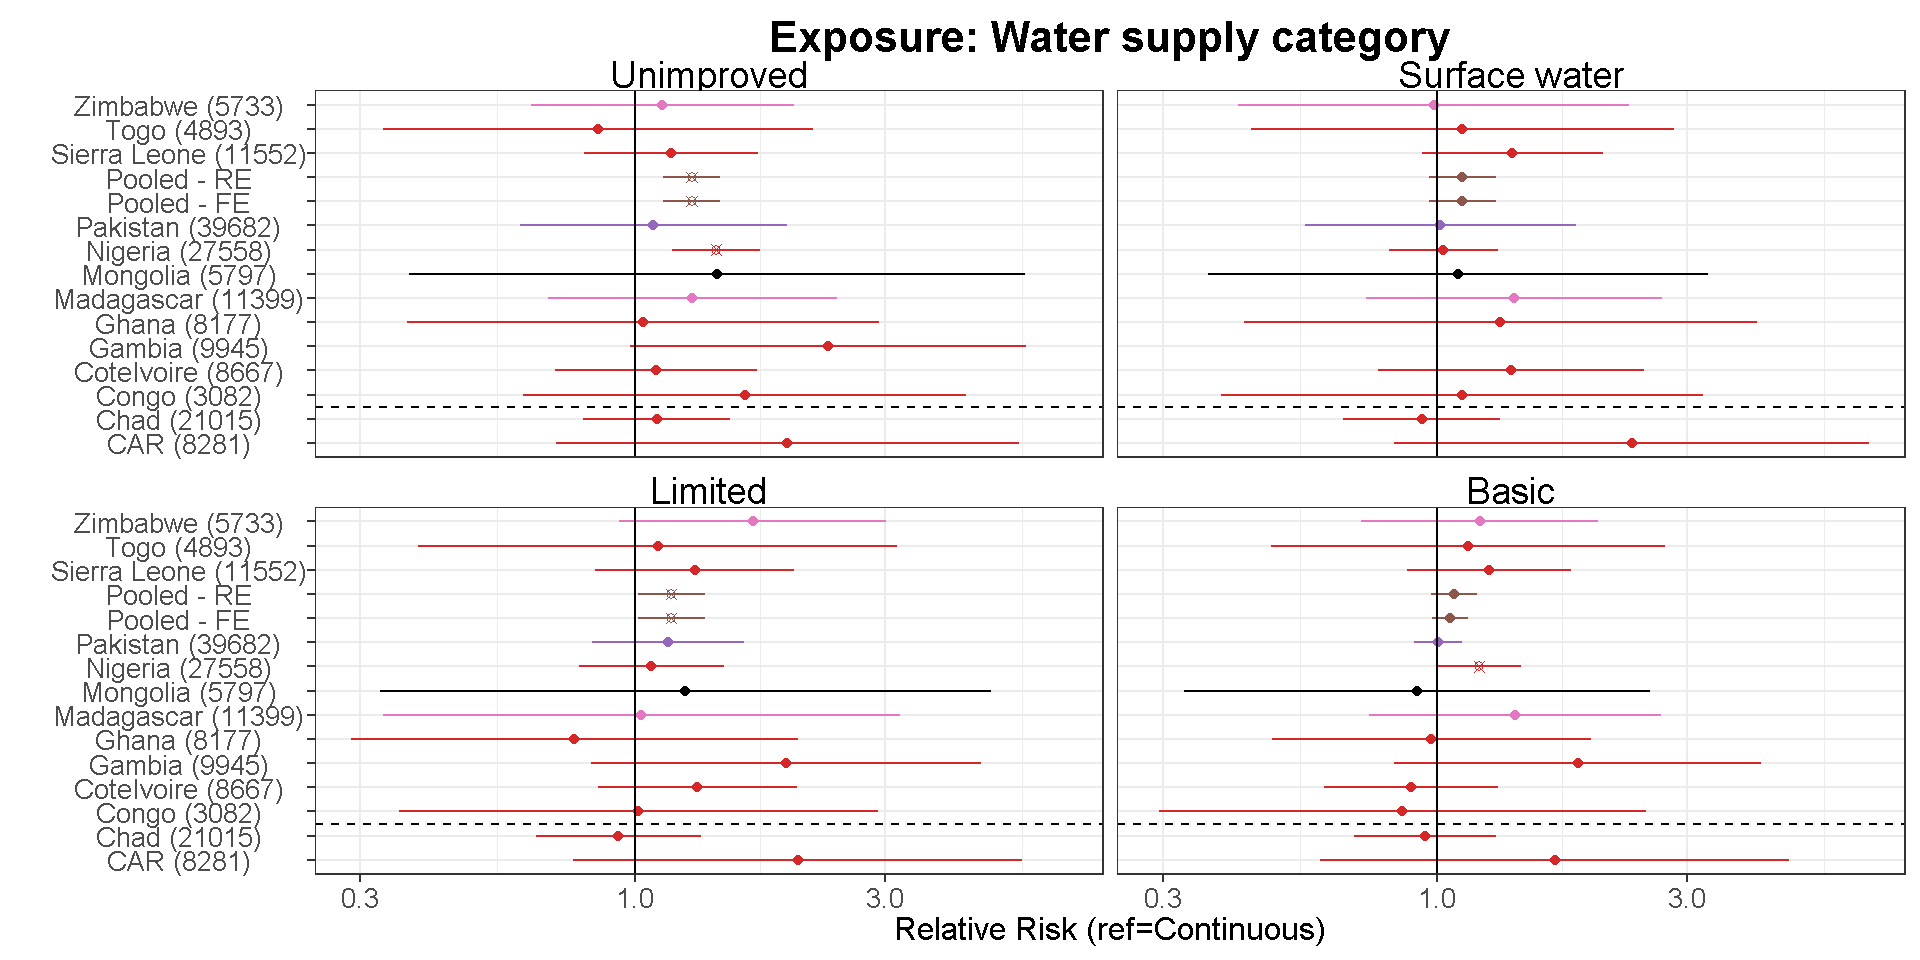 Exposure: Water supply category
Unimproved
Surface water
Zimbabwe (5733)
Togo (4893)
Sierra Leone (11552)
Pooled - RE
Pooled - FE
Pakistan (39682)
Nigeria (27558)
Mongolia (5797)
Madagascar (11399)
Ghana (8177)
Gambia (9945)
CoteIvoire (8667)
Congo (3082)
Chad (21015)
CAR (8281)
Limited
Basic
Zimbabwe (5733)
Togo (4893)
Sierra Leone (11552)
Pooled - RE
Pooled - FE
Pakistan (39682)
Nigeria (27558)
Mongolia (5797)
Madagascar (11399)
Ghana (8177)
Gambia (9945)
CoteIvoire (8667)
Congo (3082)
Chad (21015)
CAR (8281)
0.3 1.0 3.0 0.3 1.0 3.0
Relative Risk (ref=Continuous)